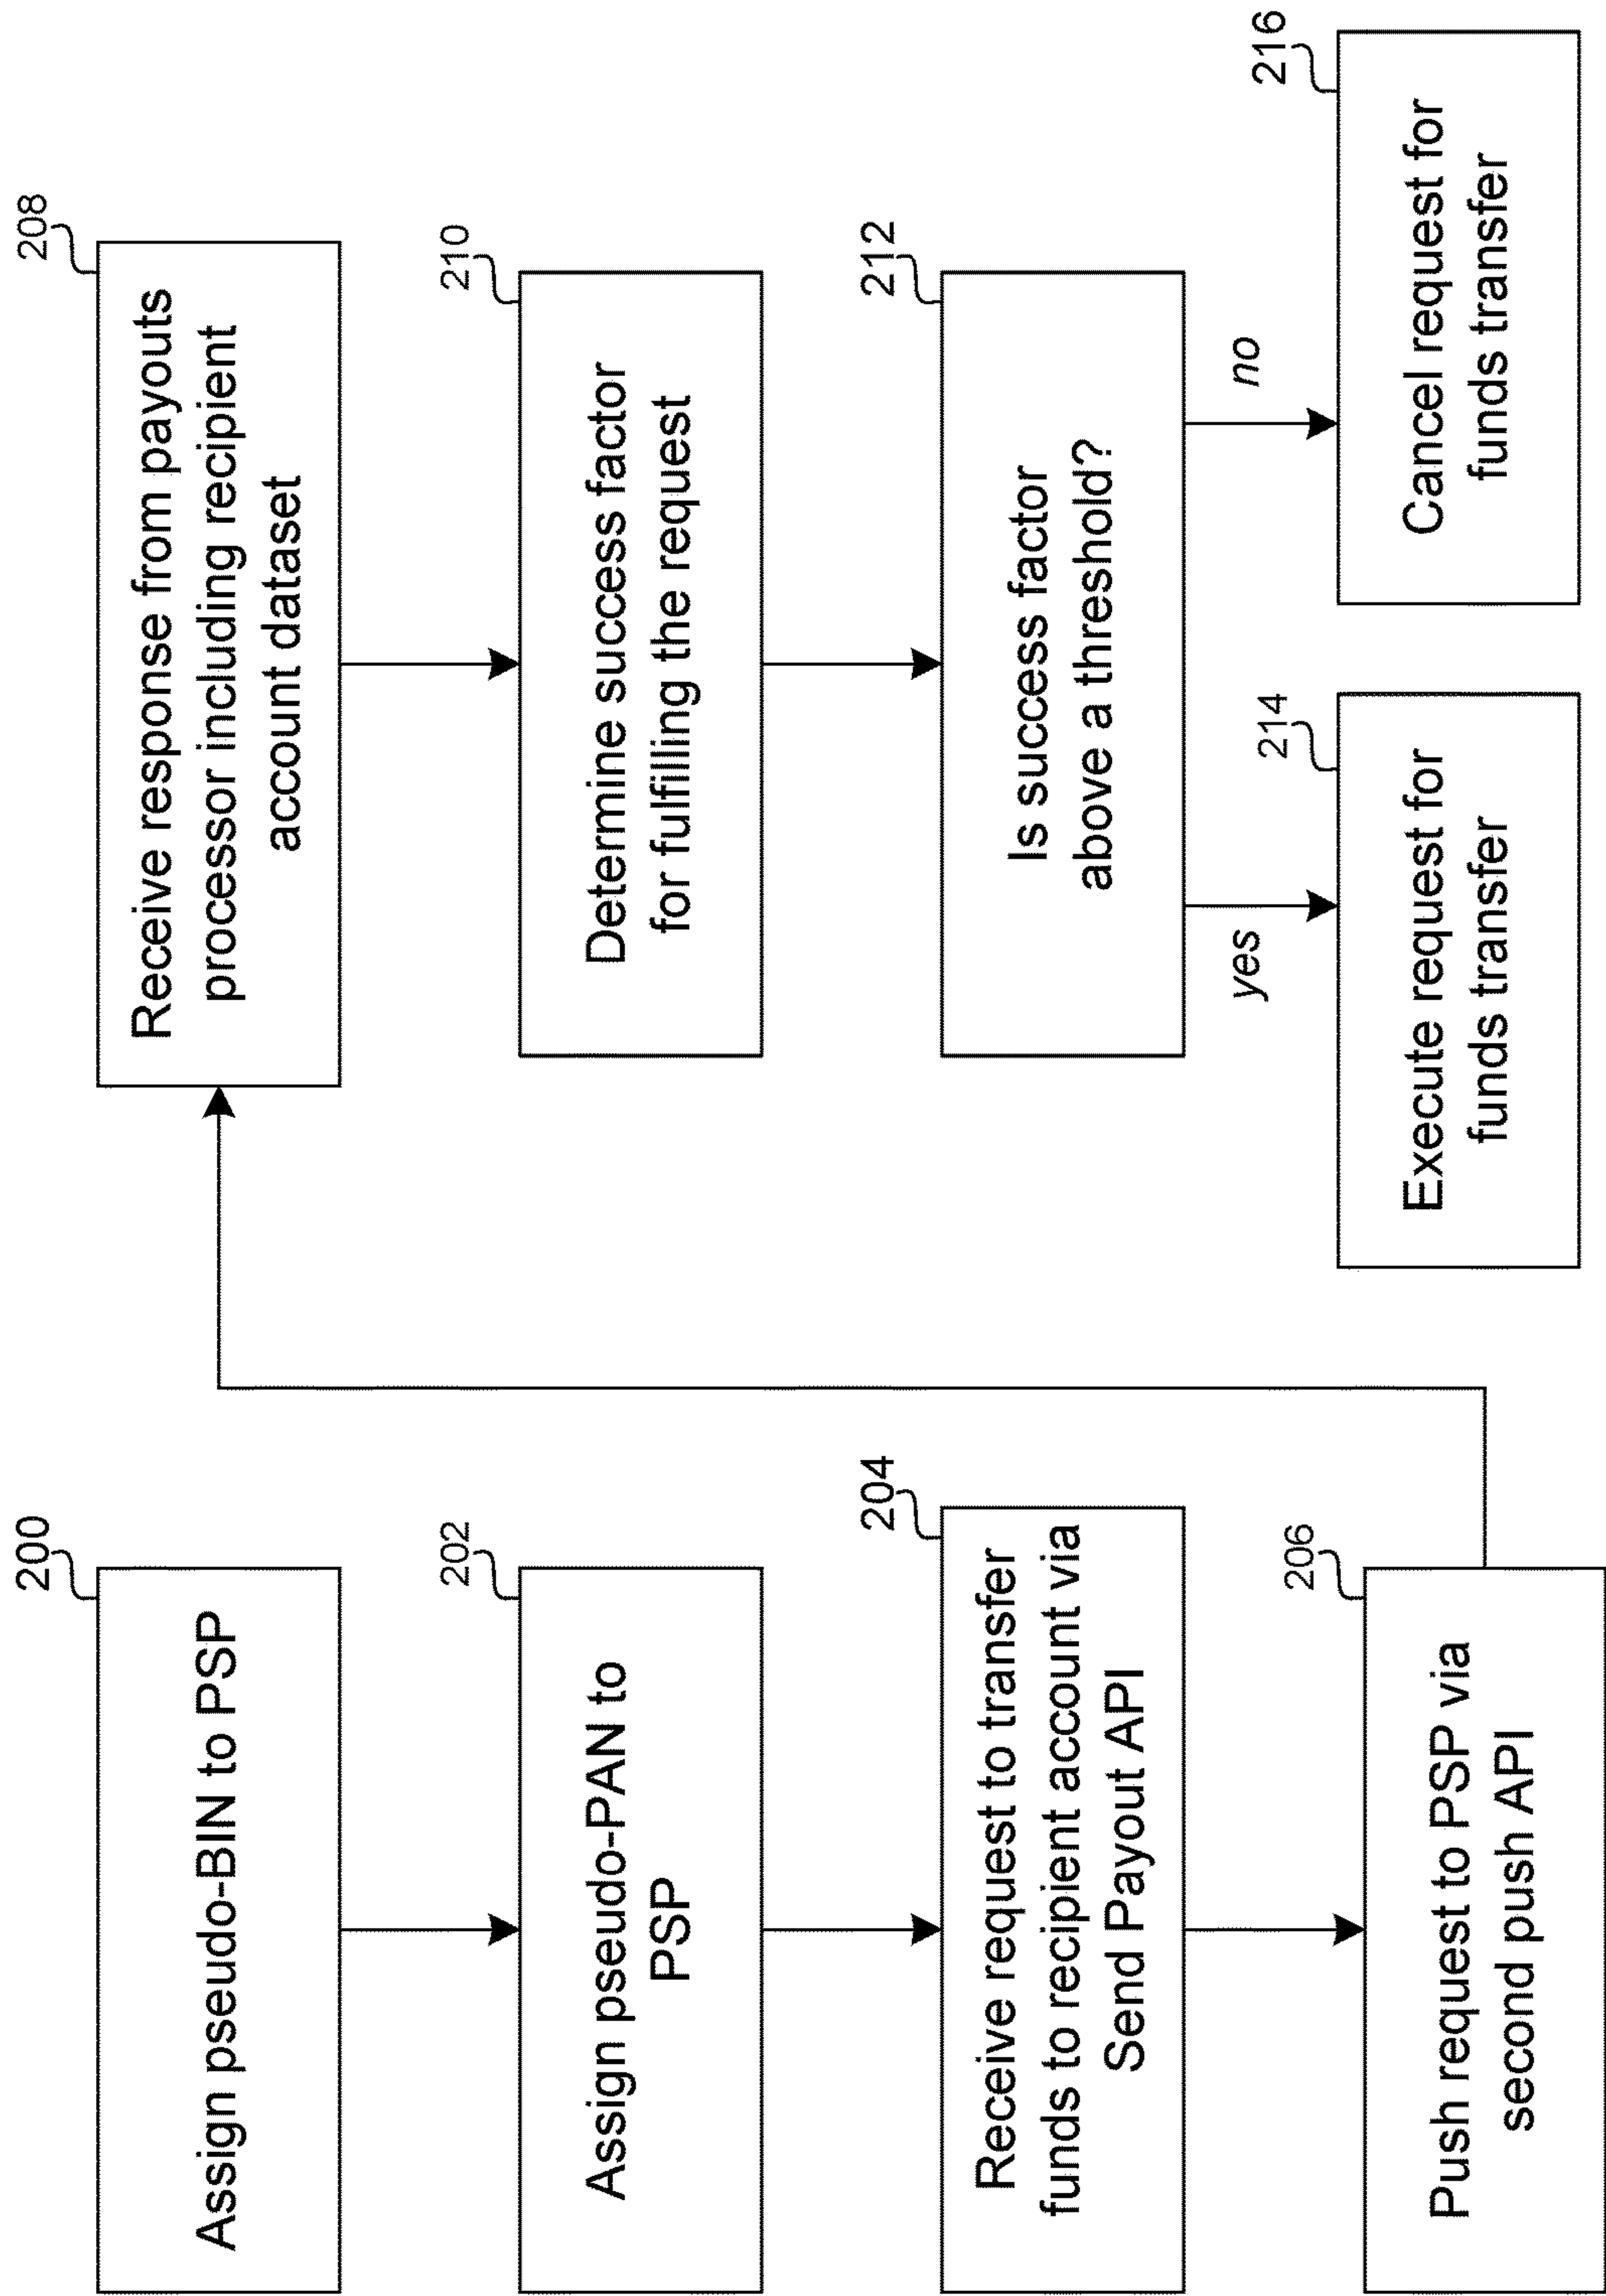 200
Assign pseudo-BIN to PSP
202
Assign pseudo-PAN to
PSP
204
Receive request to transfer
funds to recipient account via
Send Payout API
206
Push request to PSP via
second push API
208
Receive response from payouts
processor including recipient
account dataset
210
Determine success factor
for fulfilling the request
212
Is success factor
above a threshold?
yes
no
214
Execute request for
funds transfer
216
Cancel request for
funds transfer